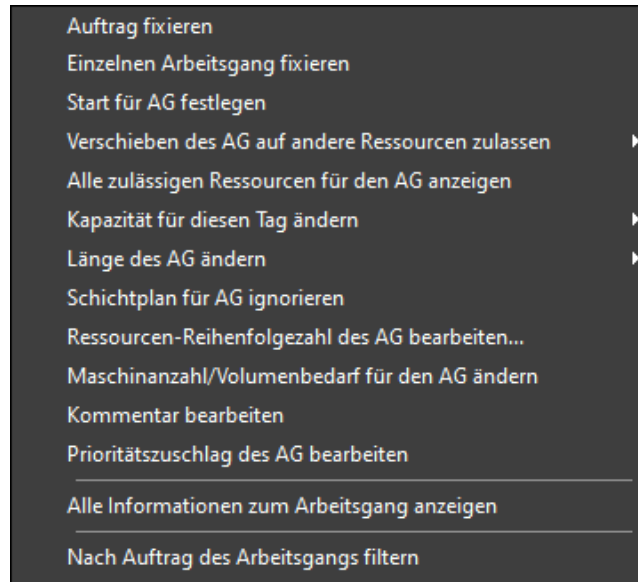 Auftrag fixieren
Einzelnen Arbeitsgang fixieren
Start für AG festlegen
Verschieben des AG auf andere Ressourcen zulassen
Alle zulässigen Ressourcen für den AG anzeigen
Kapazität für diesen Tag ändern
Länge des AG ändern
Schichtplan für AG ignorieren
Ressourcen-Reihenfolgezahl des AG bearbeiten...
Maschinanzahl/Volumenbedarf für den AG ändern
Kommentar bearbeiten
Prioritätszuschlag des AG bearbeiten
Alle Informationen zum Arbeitsgang anzeigen
Nach Auftrag des Arbeitsgangs filtern